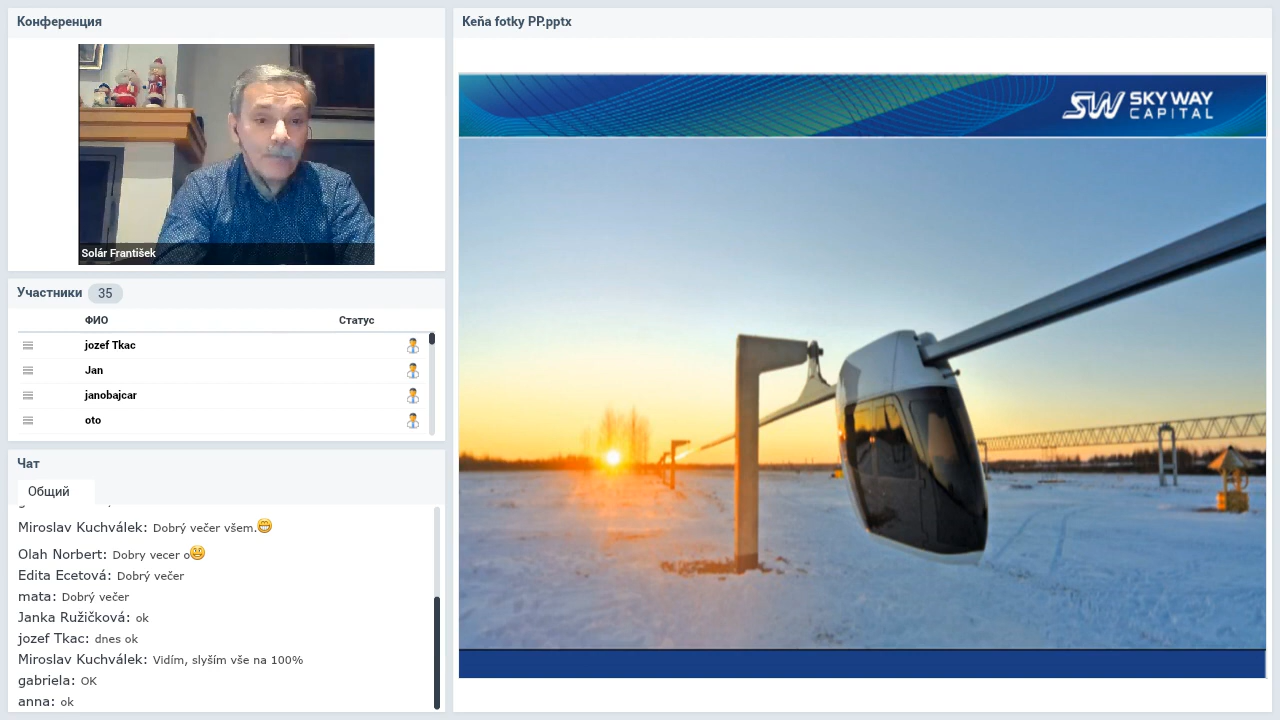 Конференция
Solár František
Участники 35
ФИО Статус
jozef Tkac
Jan
janobajcar
oto
Чат
Общий
Miroslav Kuchválek: Dobrý večer všem.
Olah Norbert: Dobry vecer o
Edita Ecetová: Dobrý večer
mata: Dobrý večer
Janka Ružičková: ok
jozef Tkac: dnes ok
Miroslav Kuchválek: Vidím, slyším vše na 100%
gabriela: OK
anna: ok
Keňa fotky PP.pptx
SW SKY WAY
CAPITAL